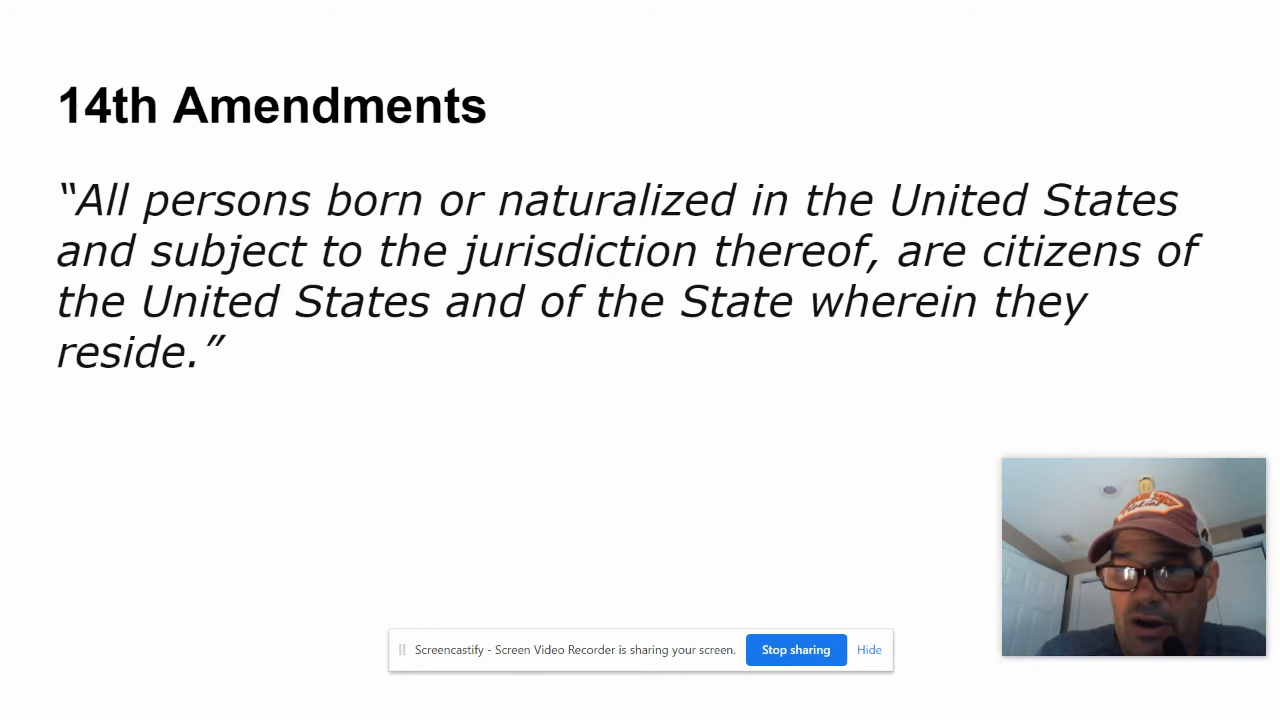 14th Amendments
“All persons born or naturalized in the United States
and subject to the jurisdiction thereof, are citizens of
the United States and of the State wherein they
reside.”
Screencastify - Screen Video Recorder is sharing your screen. Stop sharing Hide